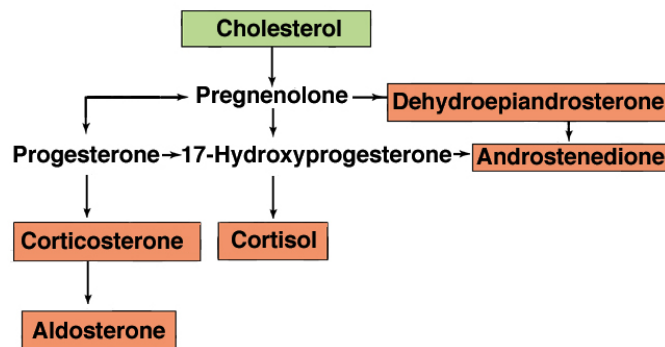 Cholesterol
Pregnenolone
Dehydroepiandrosterone
Progesterone
17-Hydroxyprogesterone
Androstenedione
Corticosterone
Cortisol
Aldosterone